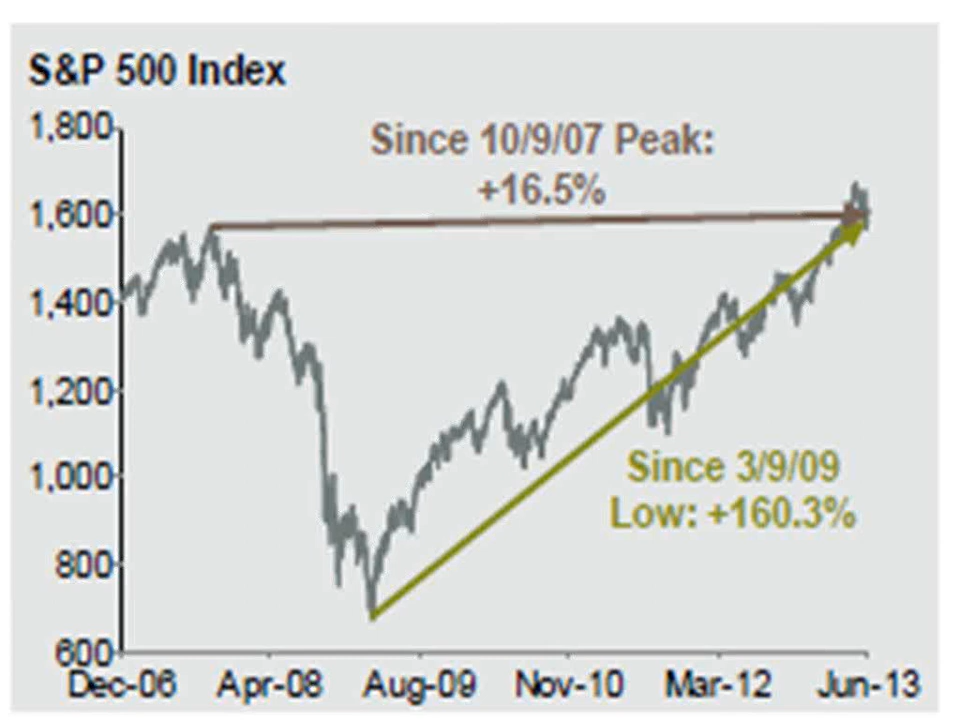 S&P 500 Index
1,800
Since 10/9/07 Peak:
+16.5%
1,600
1,400
1,200
1,000
Since 3/9/09
Low: +160.3%
800
600
Dec-06 Apr-08 Aug-09 Nov-10 Mar-12 Jun-13